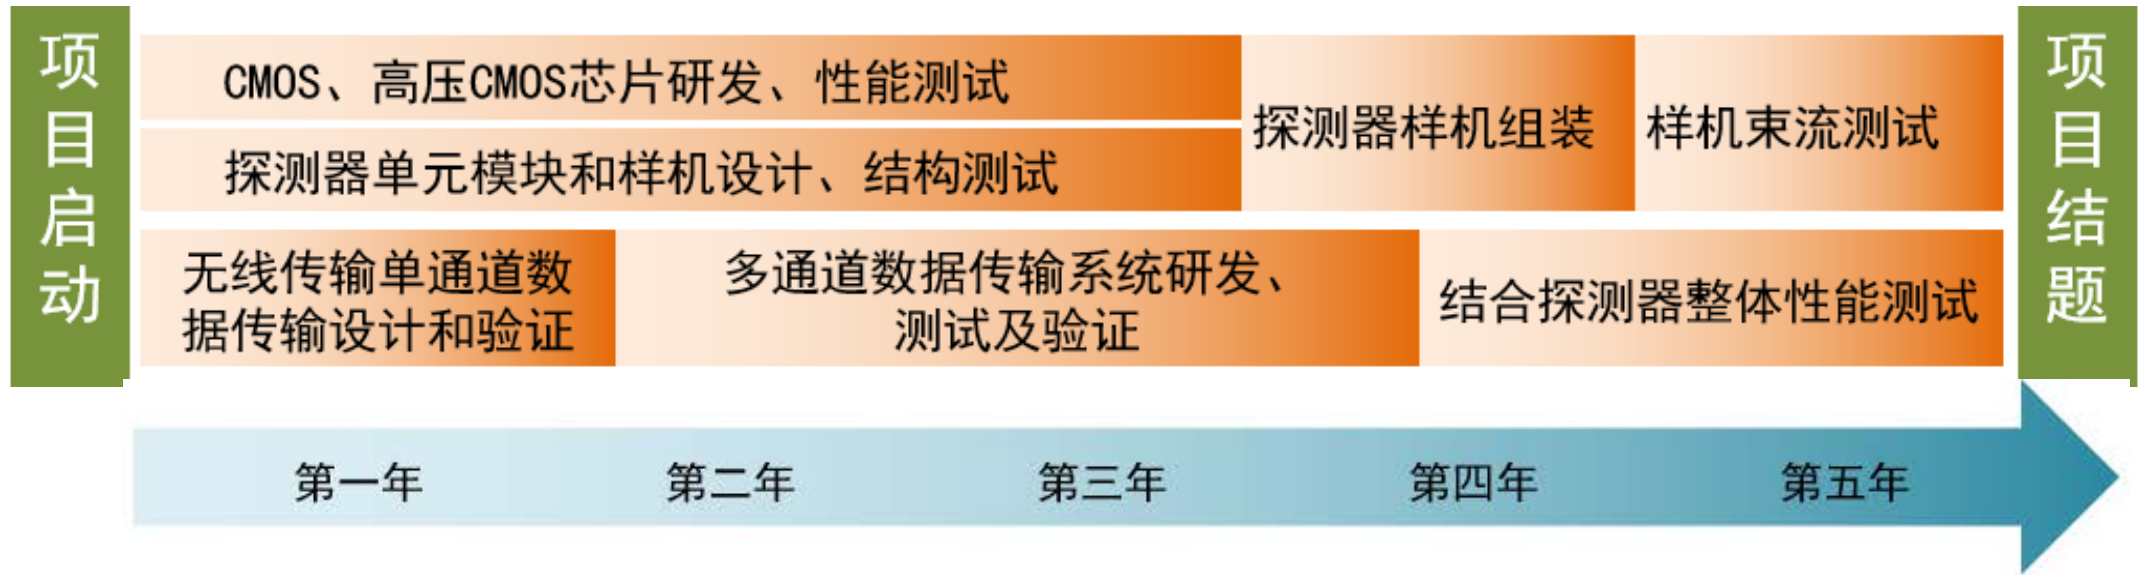 项目启动
CMOS、高压CMOS芯片研发、性能测试
探测器单元模块和样机设计、结构测试
探测器样机组装
样机束流测试
无线传输单通道数
据传输设计和验证
多通道数据传输系统研发、
测试及验证
结合探测器整体性能测试
项目结题
第一年
第二年
第三年
第四年
第五年